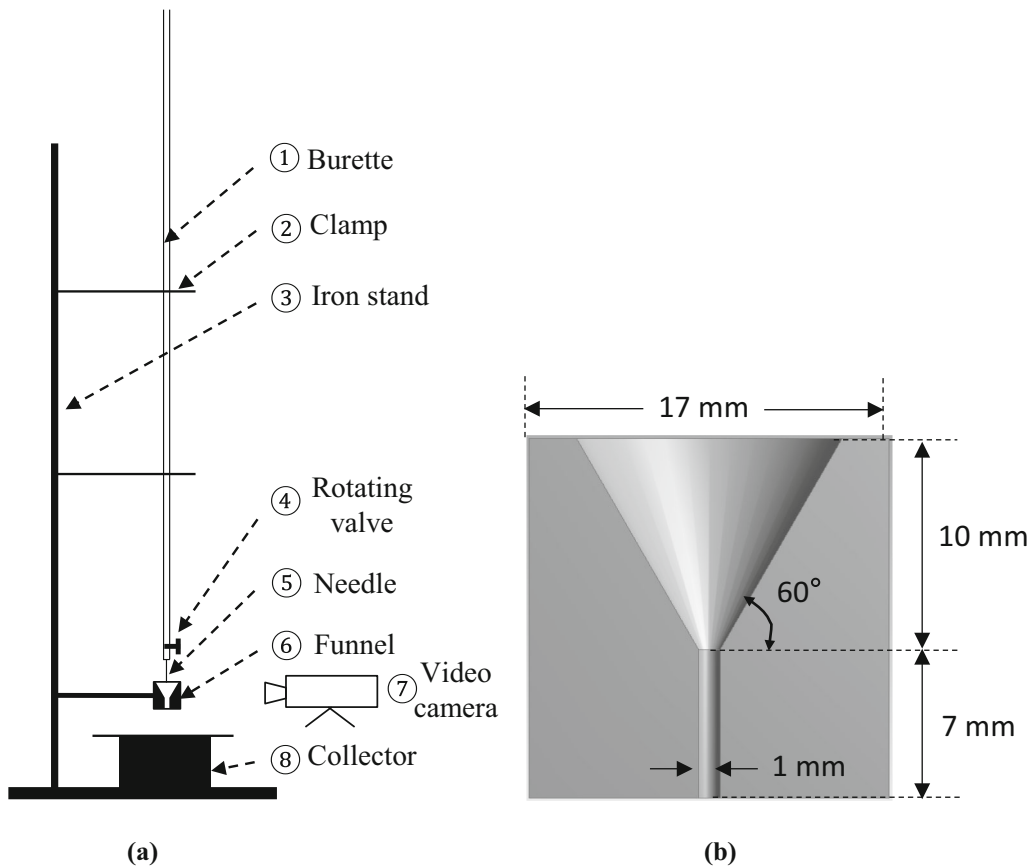 ① Burette
② Clamp
③ Iron stand
④ Rotating
valve
⑤ Needle
⑥ Funnel
⑦ Video
camera
⑧ Collector
(a)
17 mm
10 mm
60°
7 mm
1 mm
(b)